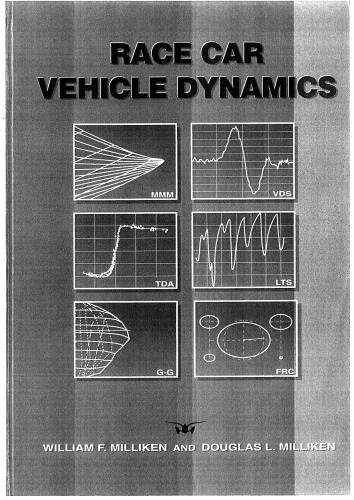 RACE CAR
VEHICLE DYNAMICS
MMM
VDS
TDA
LTS
G-G
FRC
WILLIAM F. MILLIKEN AND DOUGLAS L. MILLIKEN